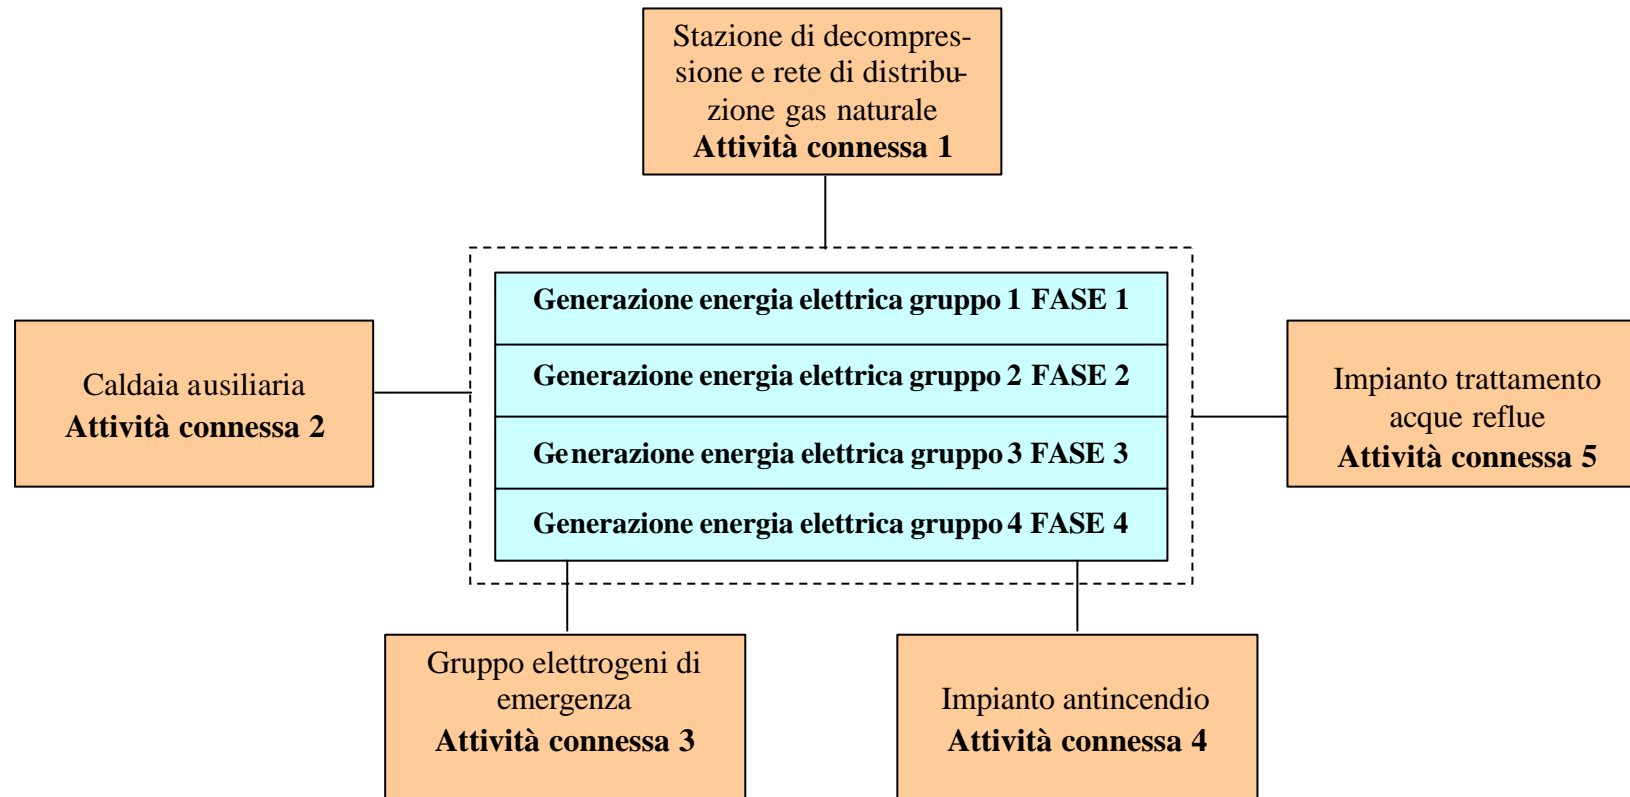 Stazione di decompres-
sione e rete di distribu-
zione gas naturale
Attività connessa 1
Generazione energia elettrica gruppo 1 FASE 1
Generazione energia elettrica gruppo 2 FASE 2
Generazione energia elettrica gruppo 3 FASE 3
Generazione energia elettrica gruppo 4 FASE 4
Caldaia ausiliaria
Attività connessa 2
Impianto trattamento
acque reflue
Attività connessa 5
Gruppo elettrogeni di
emergenza
Attività connessa 3
Impianto antincendio
Attività connessa 4